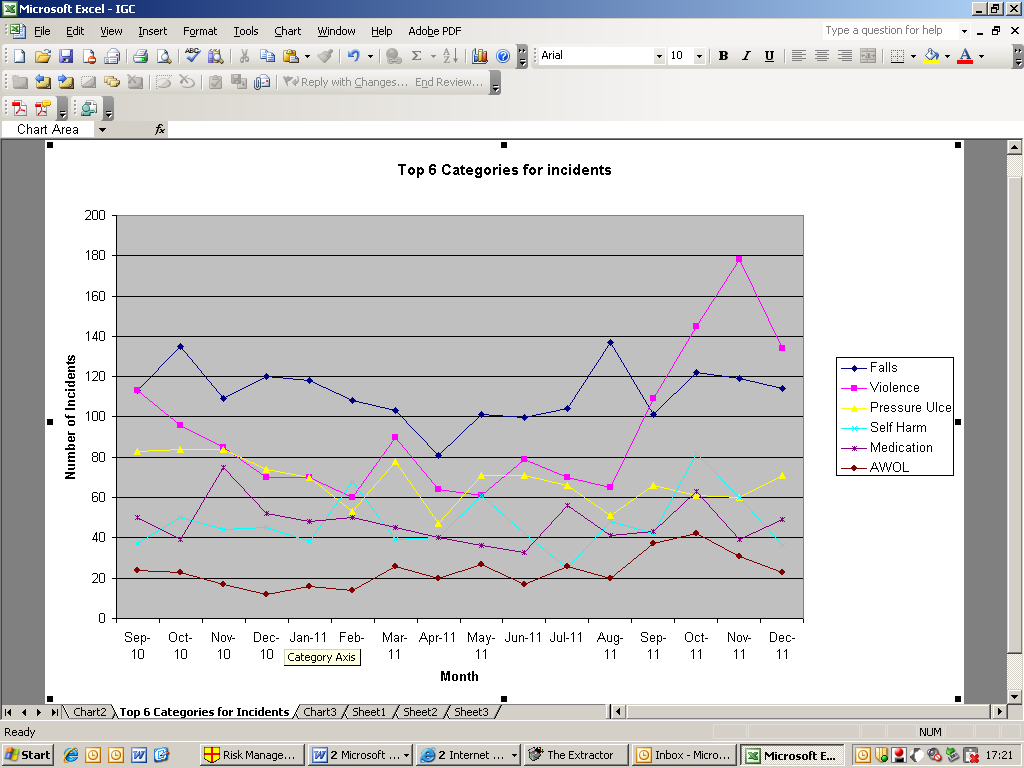 Microsoft Excel - IGC
File Edit View Insert Format Tools Chart Window Help Adobe PDF
Type a question for help
Arial 10 B I U
Reply with Changes... End Review...
Chart Area fx
Top 6 Categories for incidents
200
180
160
140
120
100
80
60
40
20
0
Number of Incidents
Falls
Violence
Pressure Ulce
Self Harm
Medication
AWOL
Sep-10 Oct-10 Nov-10 Dec-10 Jan-11 Feb-11 Mar-11 Apr-11 May-11 Jun-11 Jul-11 Aug-11 Sep-11 Oct-11 Nov-11 Dec-11
Category Axis
Month
Chart2 Top 6 Categories for Incidents Chart3 Sheet1 Sheet2 Sheet3
Ready NUM
Start Risk Manage... 2 Microsoft ... 2 Internet ... The Extractor Inbox - Micro... Microsoft E... 17:21